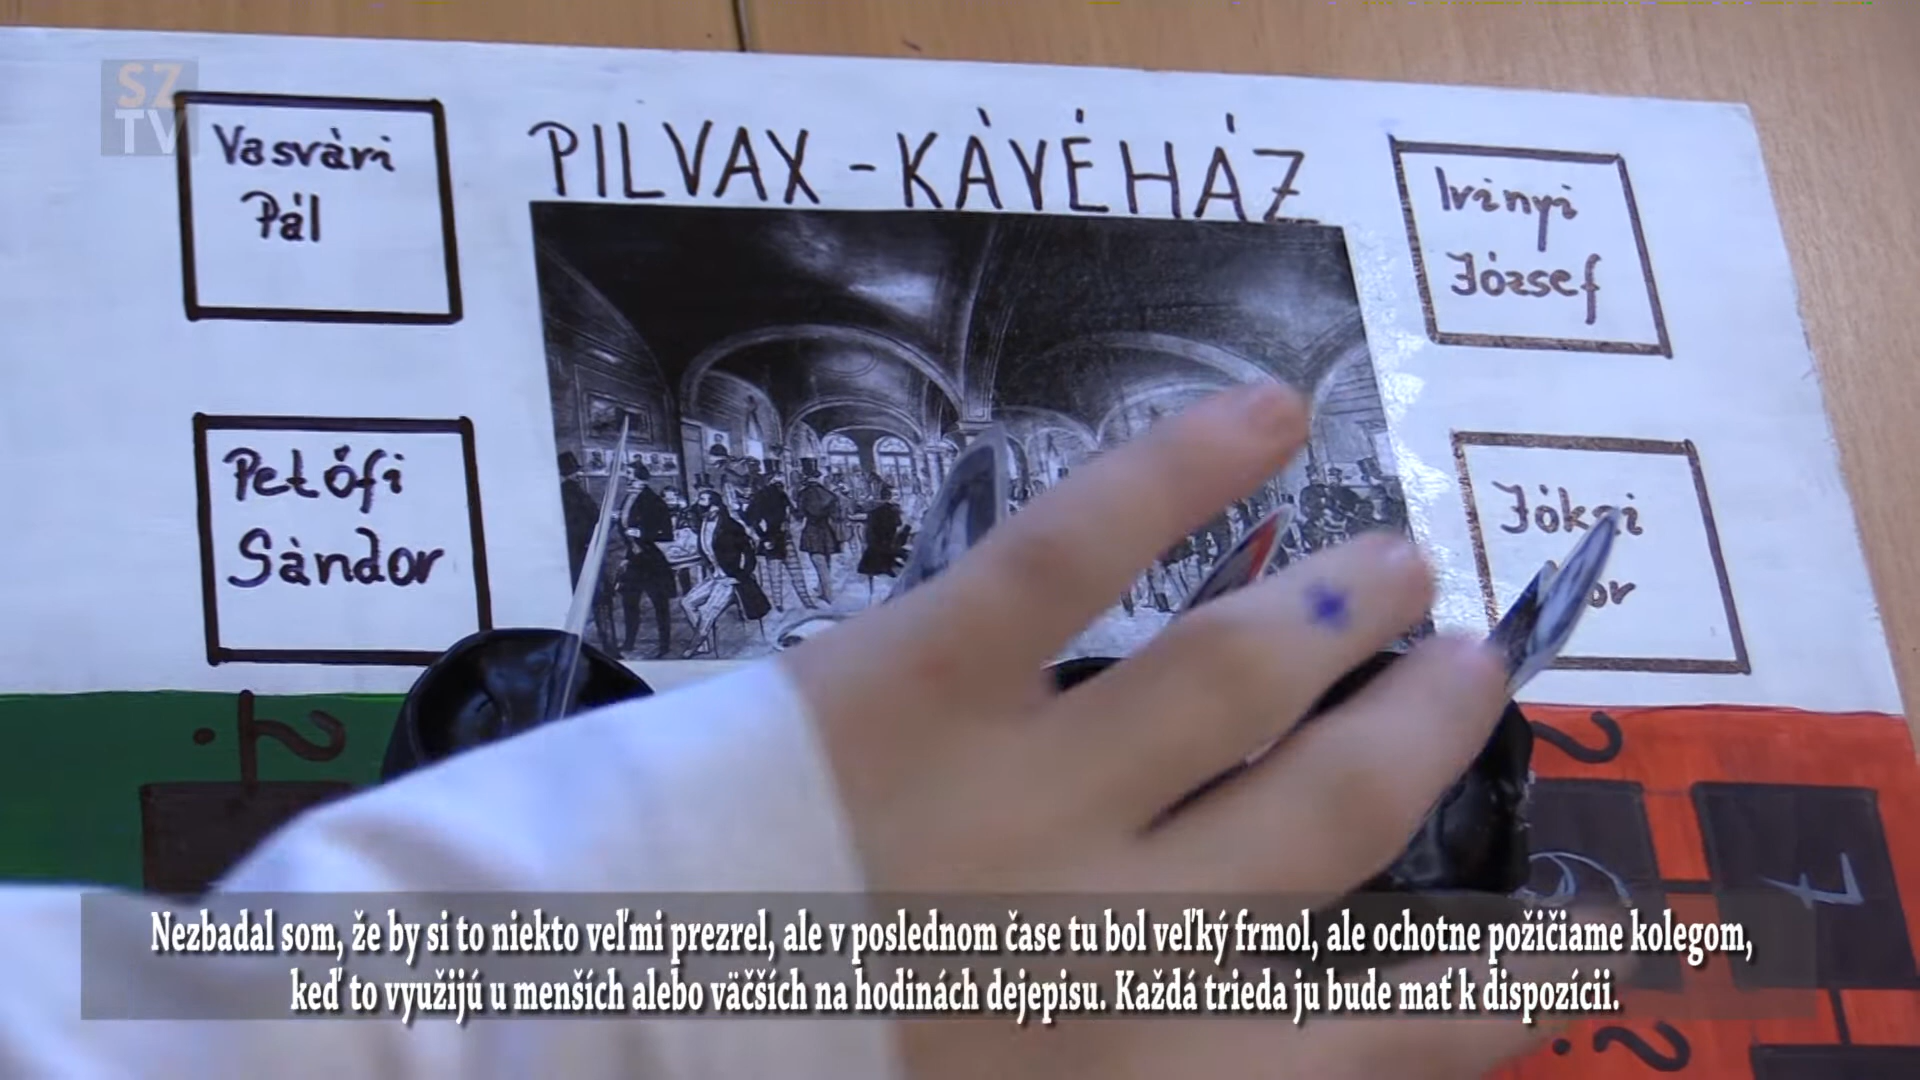 SZ
TV
Vasvári
Pál
PILVAX - KÁVÉHÁZ
Irinyi
József
Petőfi
Sándor
Jókai
?
?
7
?
Nezbadal som, že by si to niekto veľmi prezrel, ale v poslednom čase tu bol veľký frmol, ale ochotne požičiame kolegom,
keď to využijú u menších alebo väčších na hodinách dejepisu. Každá trieda ju bude mať k dispozícii.